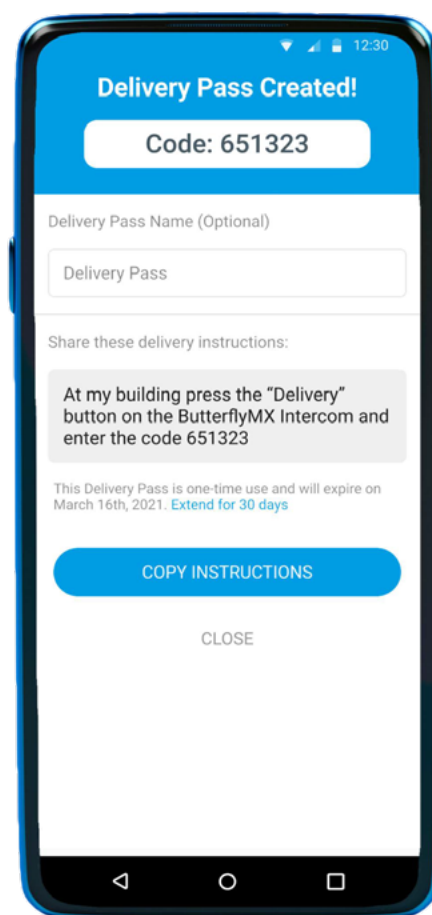 12:30
Delivery Pass Created!
Code: 651323
Delivery Pass Name (Optional)
Delivery Pass
Share these delivery instructions:
At my building press the “Delivery”
button on the ButterflyMX Intercom and
enter the code 651323
This Delivery Pass is one-time use and will expire on
March 16th, 2021. Extend for 30 days
COPY INSTRUCTIONS
CLOSE